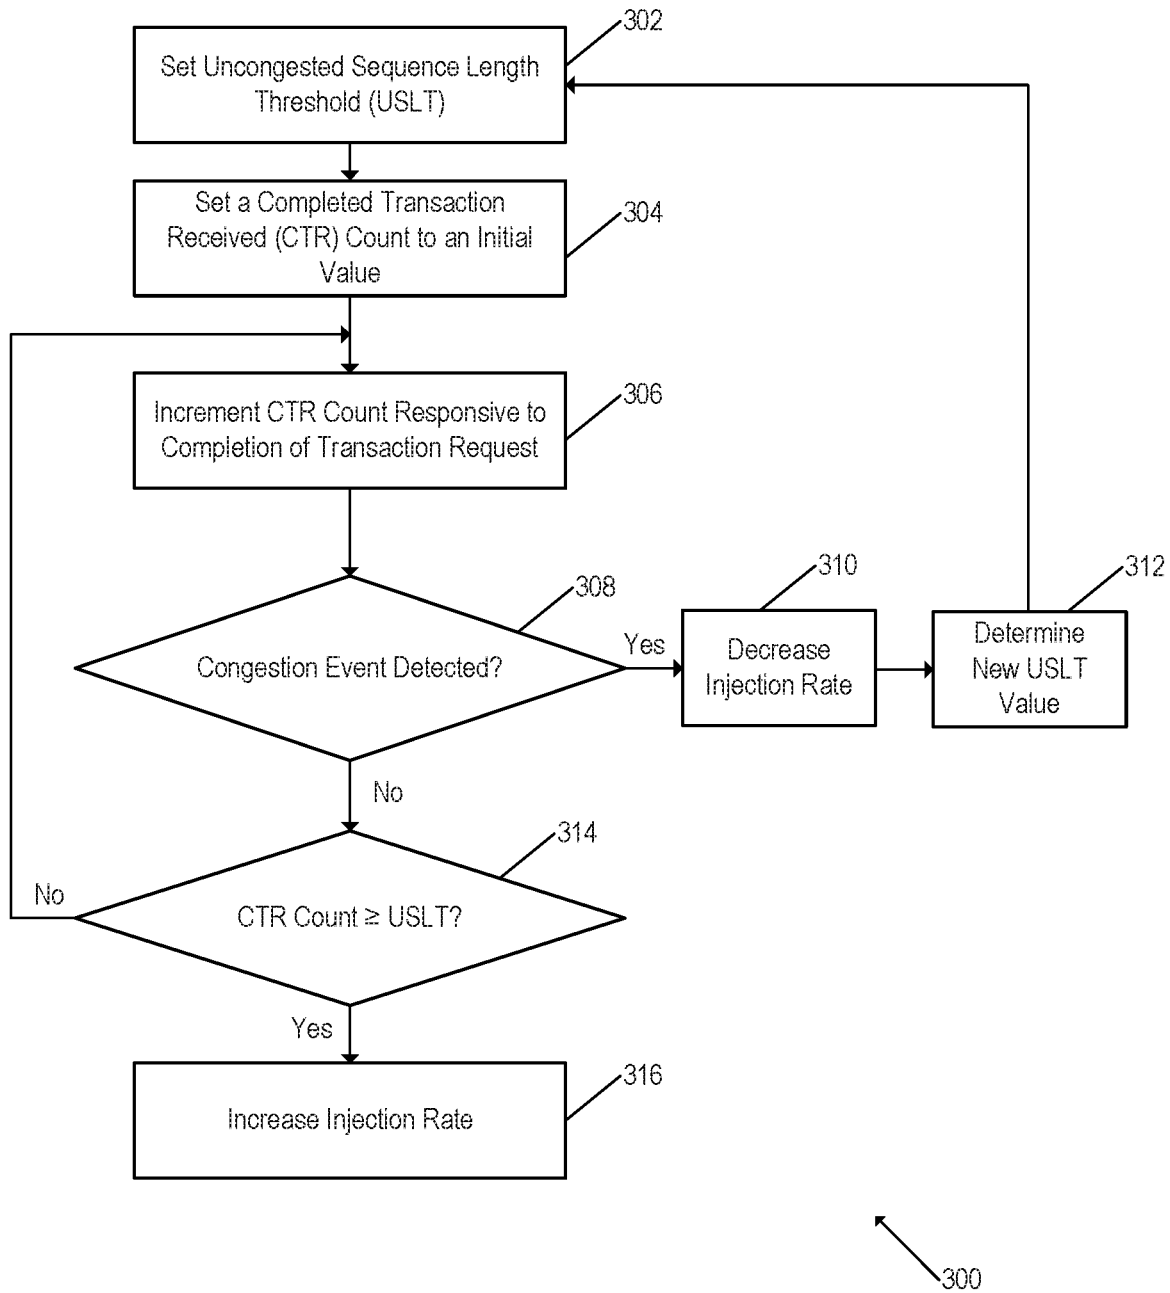 302
Set Uncongested Sequence Length
Threshold (USLT)
304
Set a Completed Transaction
Received (CTR) Count to an Initial
Value
306
Increment CTR Count Responsive to
Completion of Transaction Request
308
Congestion Event Detected?
Yes
310
Decrease
Injection Rate
312
Determine
New USLT
Value
No
314
CTR Count ≥ USLT?
No
Yes
316
Increase Injection Rate
300